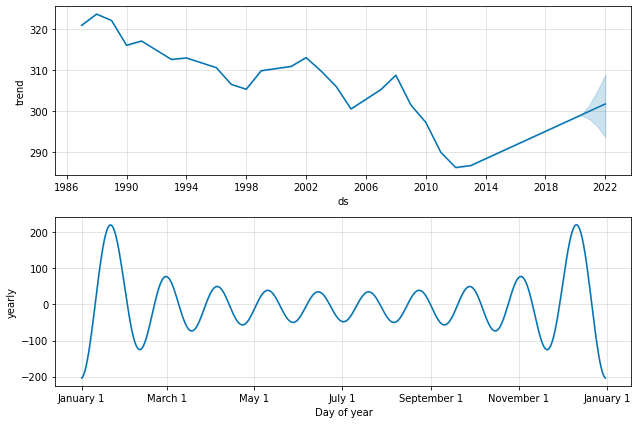 320
310
300
290
trend
1986
1990
1994
1998
2002
2006
2010
2014
2018
2022
ds
200
100
0
−100
−200
yearly
January 1
March 1
May 1
July 1
September 1
November 1
January 1
Day of year